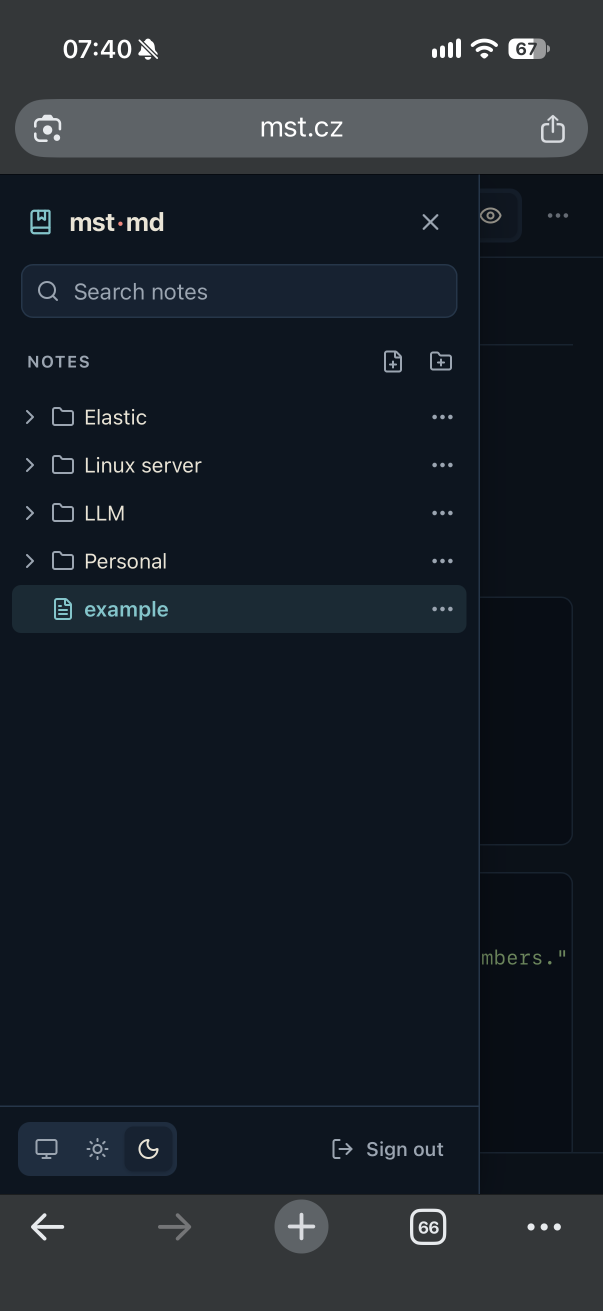 07:40
67
mst.cz
mst·md
Search notes
NOTES
Elastic
Linux server
LLM
Personal
example
mbers."
Sign out
66